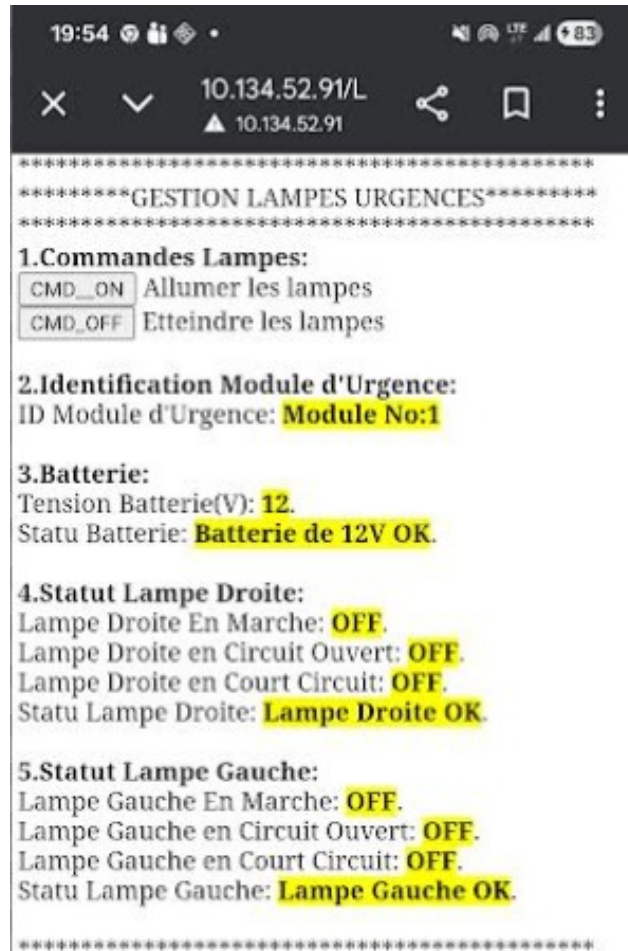 19:54
LTE
83
10.134.52.91/L
10.134.52.91
***********************************************
*********GESTION LAMPES URGENCES*********
***********************************************
1.Commandes Lampes:
CMD__ON Allumer les lampes
CMD_OFF Etteindre les lampes
2.Identification Module d'Urgence:
ID Module d'Urgence: Module No:1
3.Batterie:
Tension Batterie(V): 12.
Statu Batterie: Batterie de 12V OK.
4.Statut Lampe Droite:
Lampe Droite En Marche: OFF.
Lampe Droite en Circuit Ouvert: OFF.
Lampe Droite en Court Circuit: OFF.
Statu Lampe Droite: Lampe Droite OK.
5.Statut Lampe Gauche:
Lampe Gauche En Marche: OFF.
Lampe Gauche en Circuit Ouvert: OFF.
Lampe Gauche en Court Circuit: OFF.
Statu Lampe Gauche: Lampe Gauche OK.
***********************************************